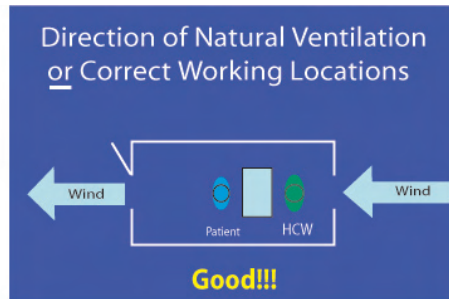 Direction of Natural Ventilation
or Correct Working Locations
Wind
Wind
Patient
HCW
Good!!!